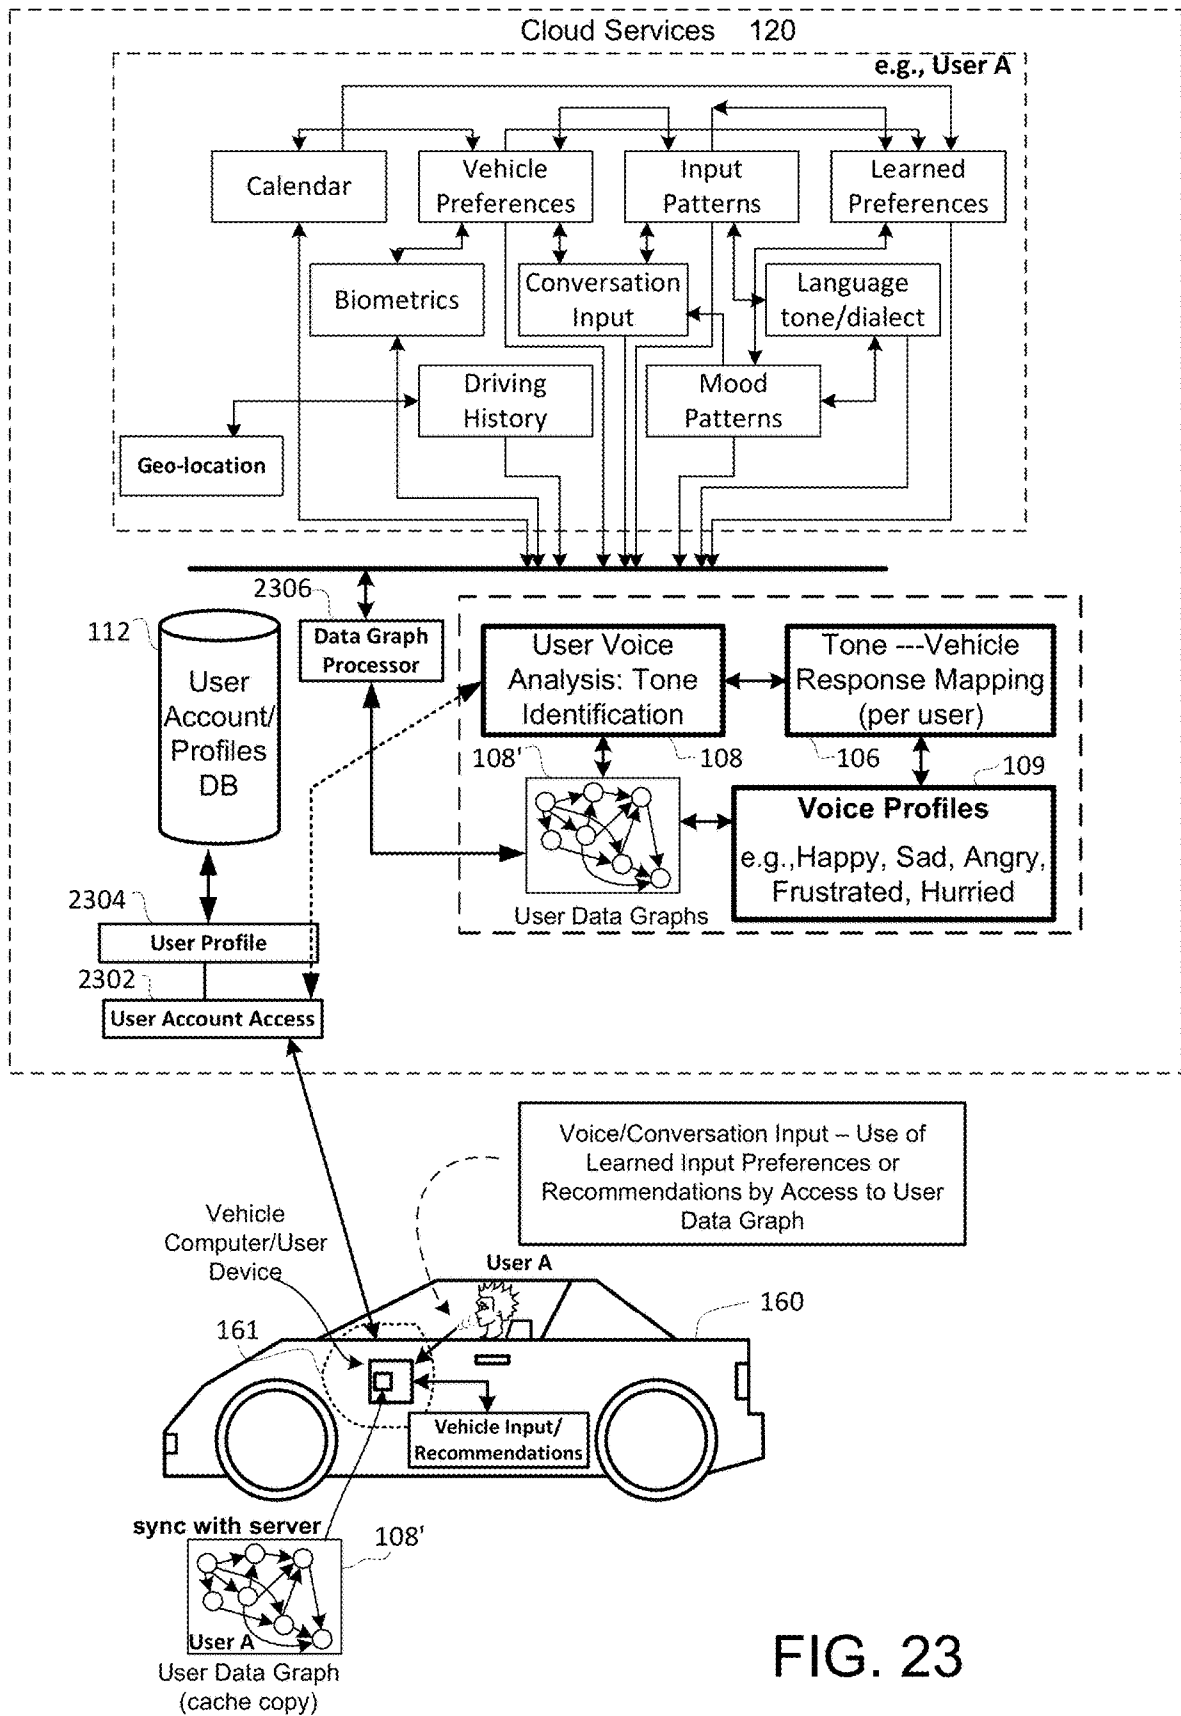 Cloud Services 120
e.g., User A
Calendar
Vehicle
Preferences
Input
Patterns
Learned
Preferences
Biometrics
Conversation
Input
Language
tone/dialect
Driving
History
Mood
Patterns
Geo-location
2306
112
Data Graph
Processor
User
Account/
Profiles
DB
User Voice
Analysis: Tone
Identification
Tone ---Vehicle
Response Mapping
(per user)
108'
108
106
109
Voice Profiles
e.g.,Happy, Sad, Angry,
Frustrated, Hurried
User Data Graphs
2304
User Profile
2302
User Account Access
Voice/Conversation Input – Use of
Learned Input Preferences or
Recommendations by Access to User
Data Graph
Vehicle
Computer/User
Device
User A
160
161
Vehicle Input/
Recommendations
sync with server
108'
User A
User Data Graph
(cache copy)
FIG. 23